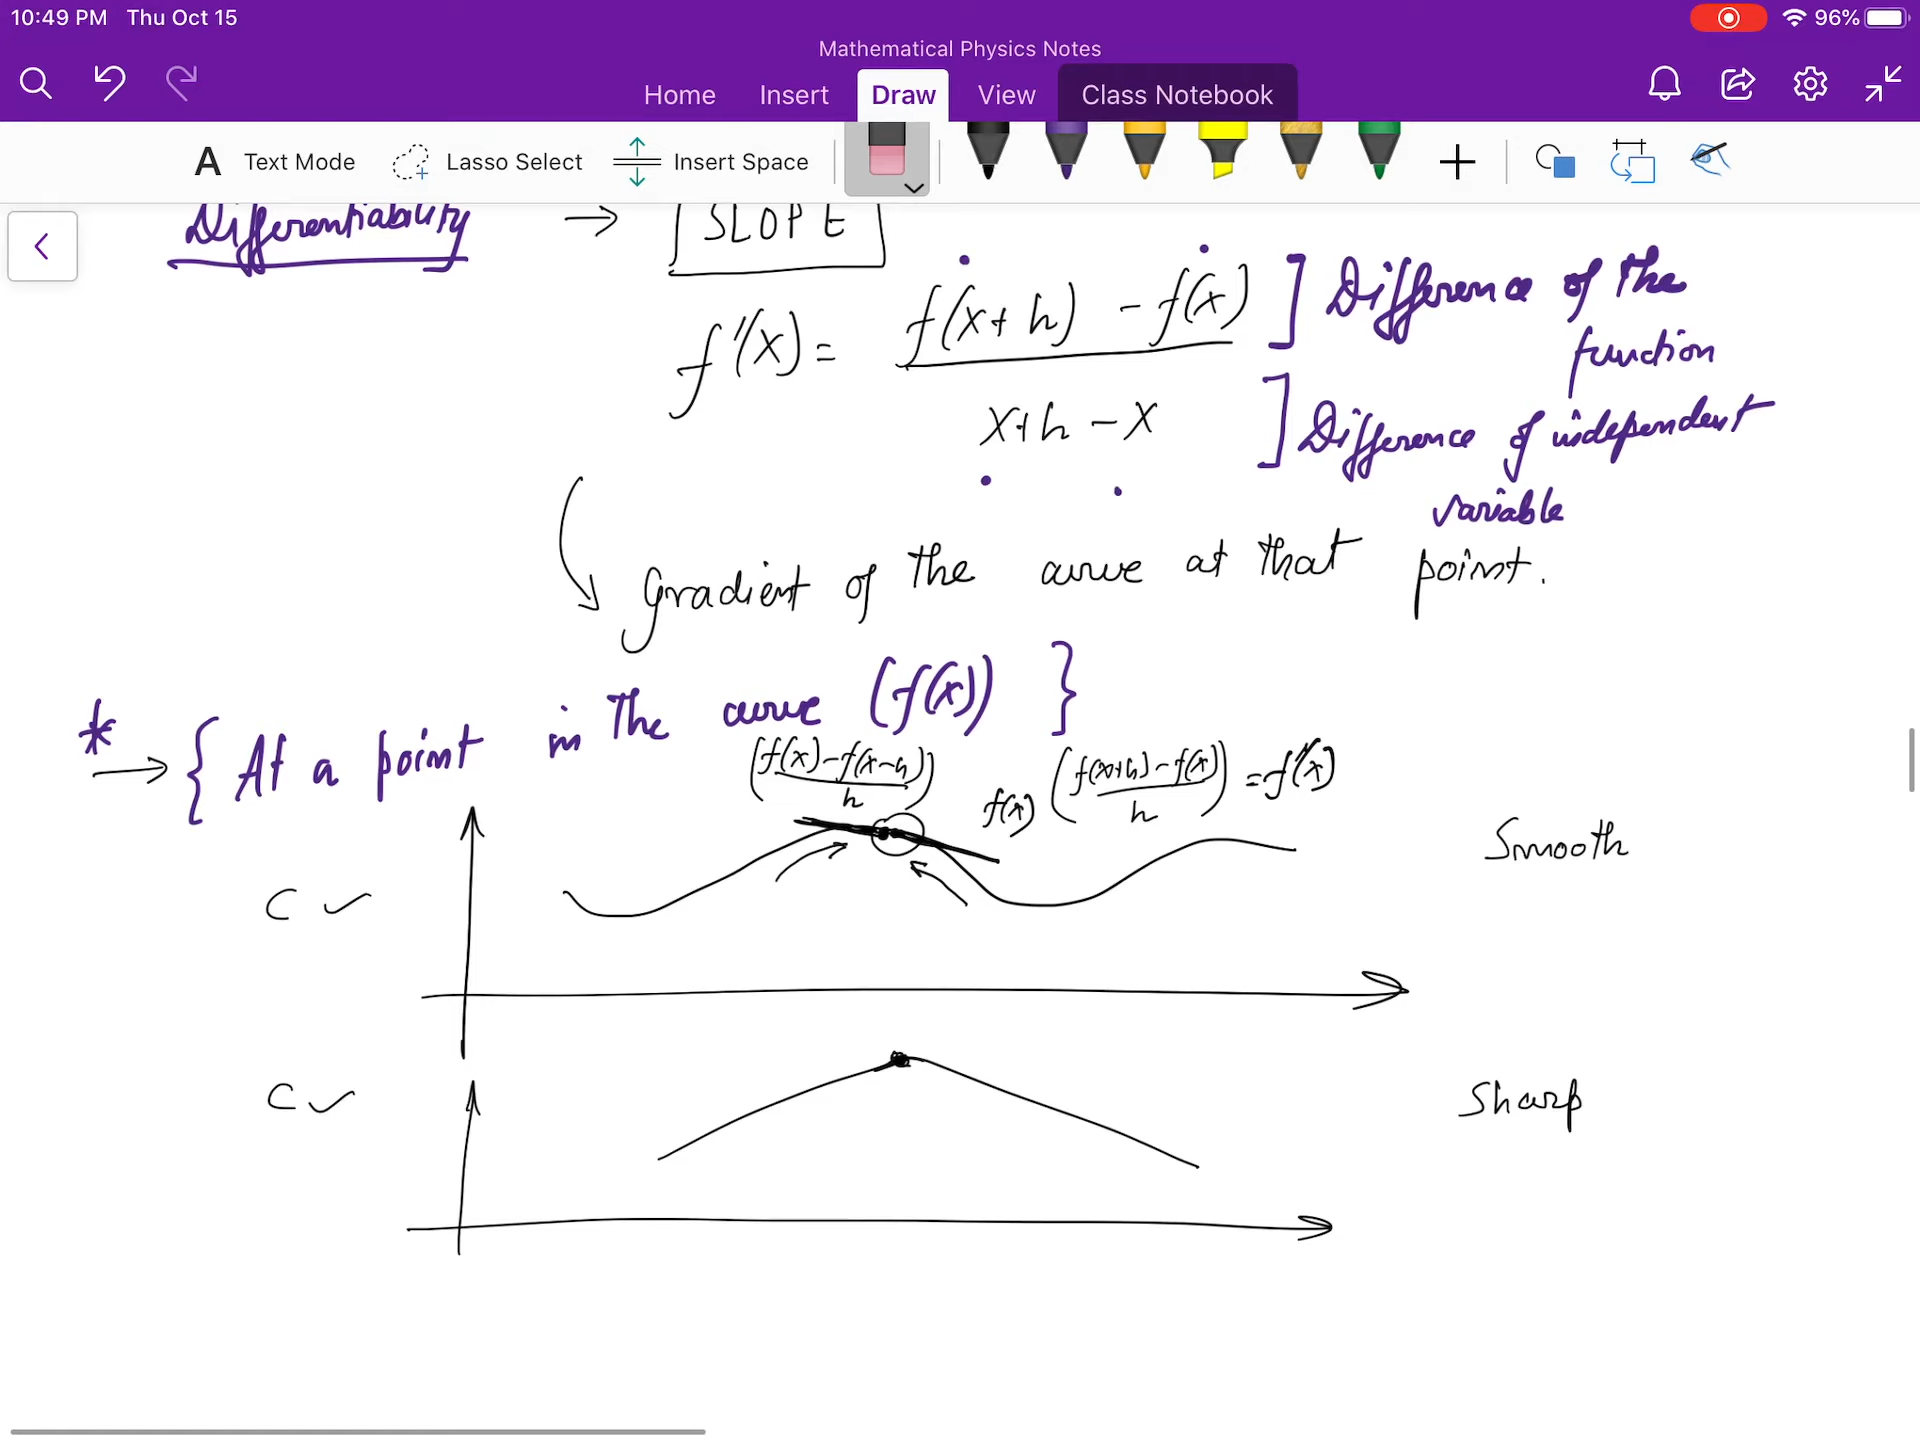 10:49 PM Thu Oct 15
96%
Mathematical Physics Notes
Home Insert Draw View Class Notebook
A Text Mode Lasso Select Insert Space
Differentiability → SLOPE
f'(x) = f(x+h) - f(x) ] Difference of the
function
x+h - x ] Difference of independent
variable
Gradient of the curve at that point.
* → { At a point in the curve (f(x)) }
(f(x)-f(x-h))/h f(x) (f(x+h)-f(x))/h = f'(x)
Smooth
C ✓
C ✓
Sharp